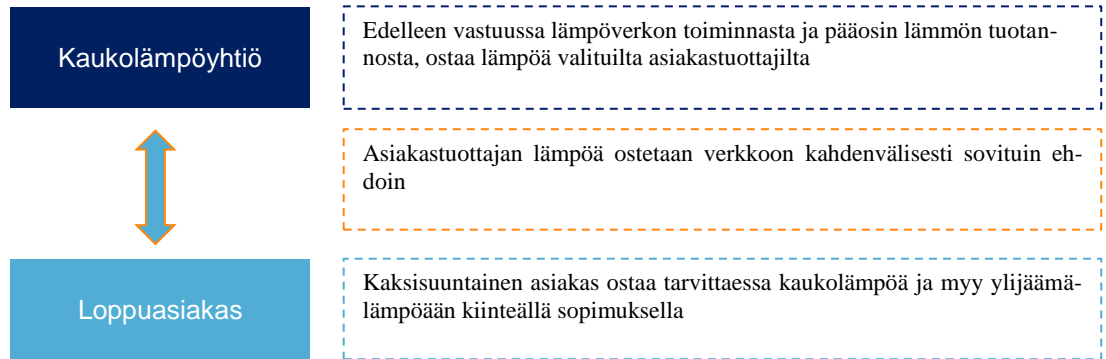 Kaukolämpöyhtiö
Edelleen vastuussa lämpöverkon toiminnasta ja pääosin lämmön tuotan-
nosta, ostaa lämpöä valituilta asiakastuottajilta
Asiakastuottajan lämpöä ostetaan verkkoon kahdenvälisesti sovituin eh-
doin
Loppuasiakas
Kaksisuuntainen asiakas ostaa tarvittaessa kaukolämpöä ja myy ylijäämä-
lämpöään kiinteällä sopimuksella